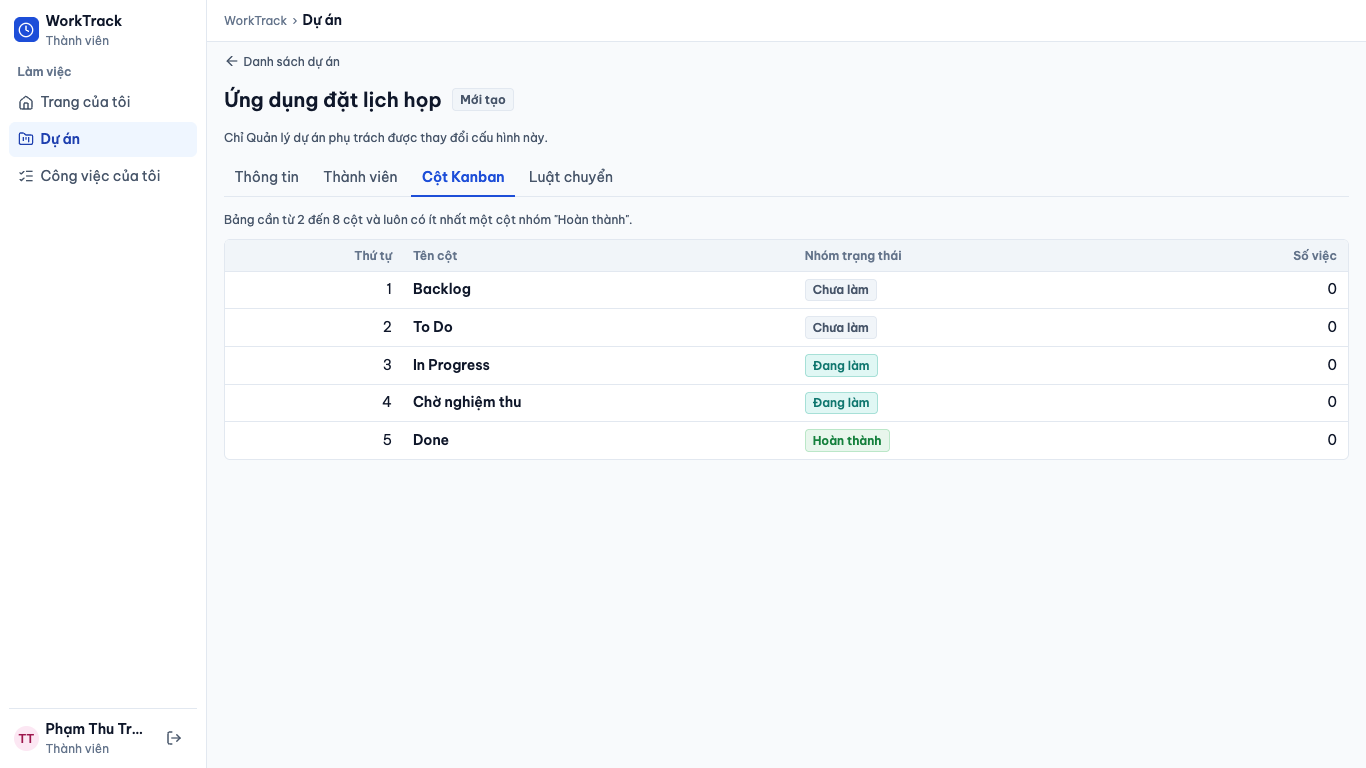 WorkTrack
Thành viên
Làm việc
Trang của tôi
Dự án
Công việc của tôi
Phạm Thu Tr...
TT
Thành viên
WorkTrack › Dự án
Danh sách dự án
Ứng dụng đặt lịch họp Mới tạo
Chỉ Quản lý dự án phụ trách được thay đổi cấu hình này.
Thông tin Thành viên Cột Kanban Luật chuyển
Bảng cần từ 2 đến 8 cột và luôn có ít nhất một cột nhóm "Hoàn thành".
Thứ tự Tên cột Nhóm trạng thái Số việc
1 Backlog Chưa làm 0
2 To Do Chưa làm 0
3 In Progress Đang làm 0
4 Chờ nghiệm thu Đang làm 0
5 Done Hoàn thành 0